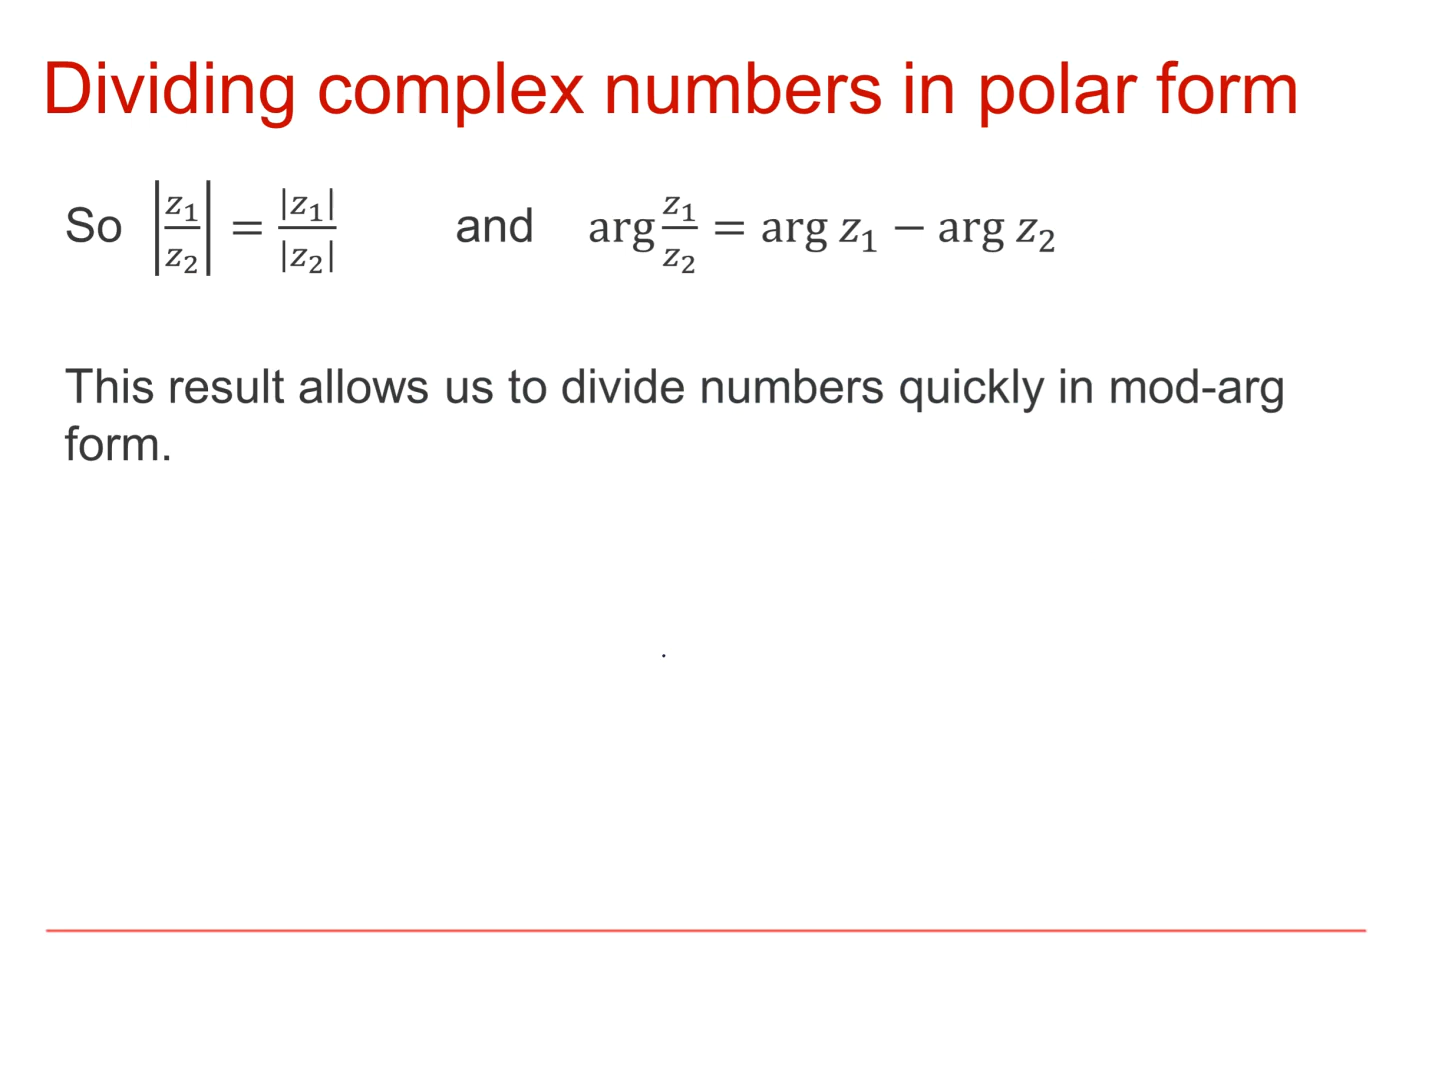 Dividing complex numbers in polar form
So |z₁/z₂| = |z₁|/|z₂| and arg z₁/z₂ = arg z₁ − arg z₂
This result allows us to divide numbers quickly in mod-arg
form.